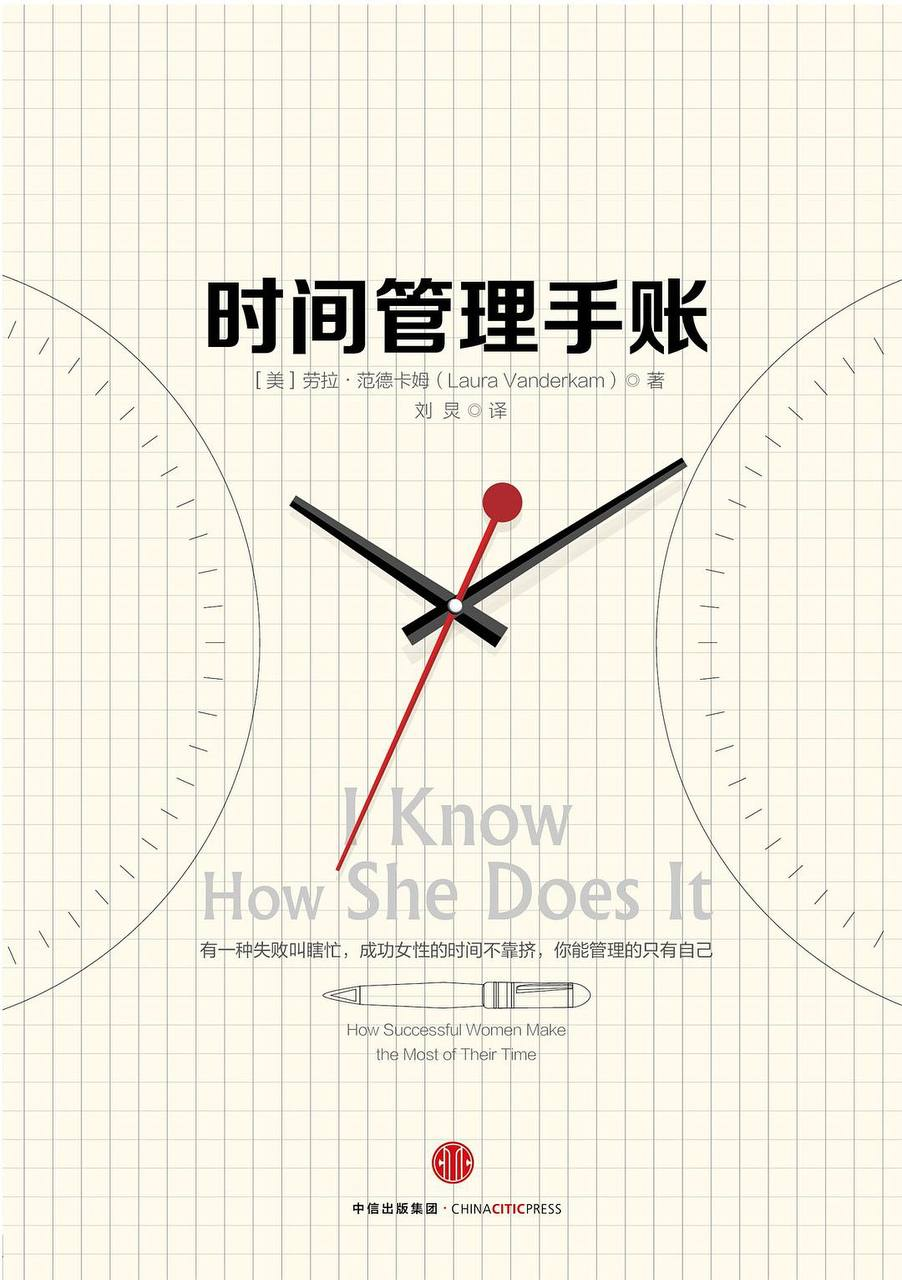 时间管理手账
[美] 劳拉·范德卡姆（Laura Vanderkam）◎ 著
刘 炅 ◎ 译
I Know
How She Does It
有一种失败叫瞎忙，成功女性的时间不靠挤，你能管理的只有自己
How Successful Women Make
the Most of Their Time
中信出版集团·CHINACITICPRESS